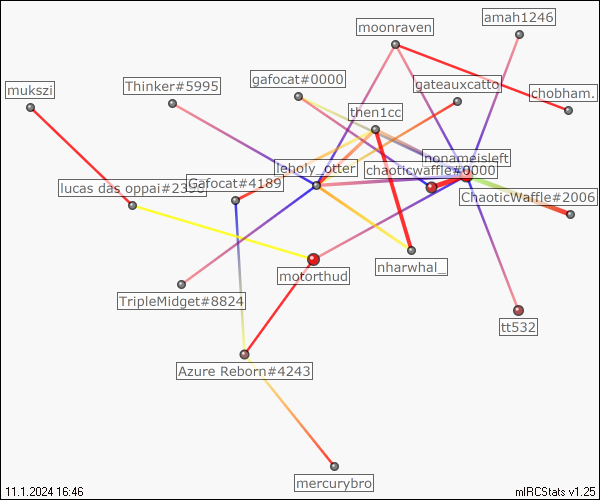 amah1246
moonraven
gafocat#0000
gateauxcatto
mukszi
Thinker#5995
chobham.
then1cc
nonameisleft
leholy_otter
chaoticwaffle#0000
lucas das oppai#2356
Gafocat#4189
ChaoticWaffle#2006
nharwhal_
motorthud
TripleMidget#8824
tt532
Azure Reborn#4243
mercurybro
11.1.2024 16:46
mIRCStats v1.25